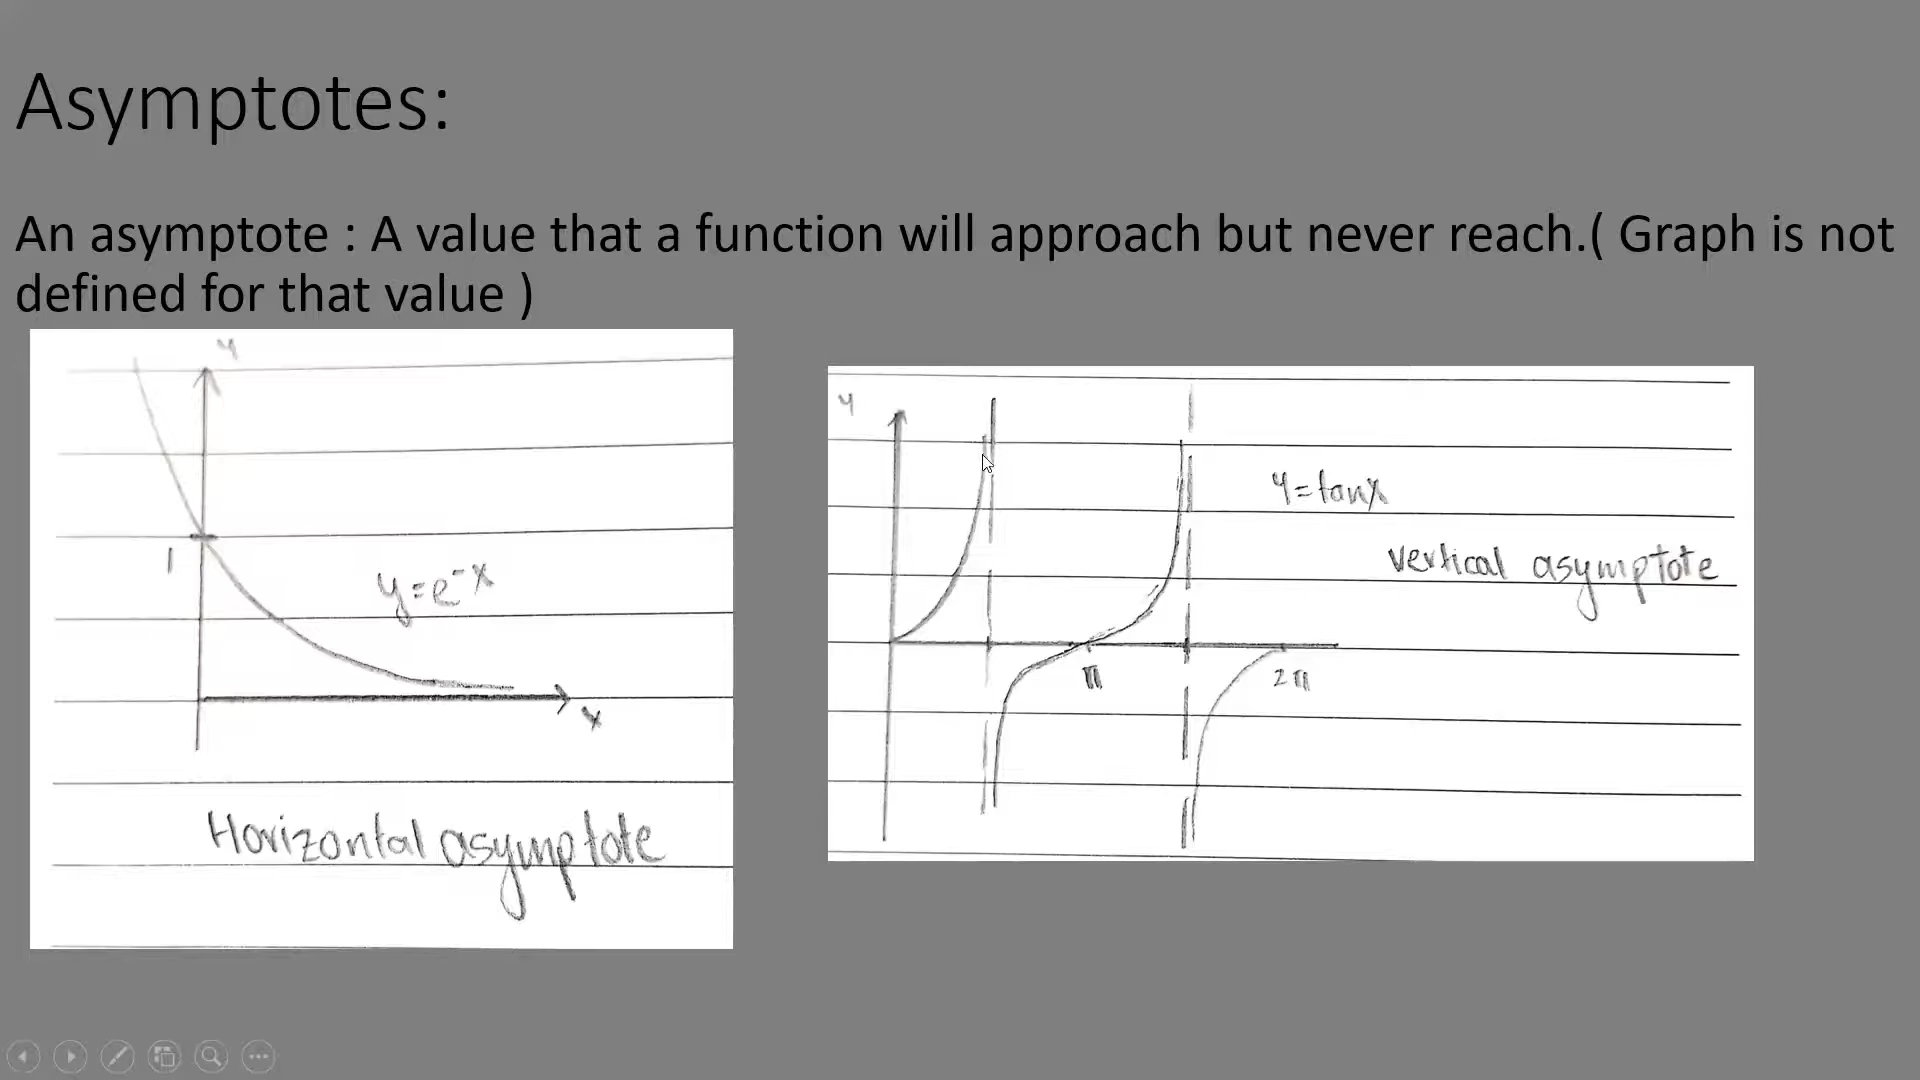 Asymptotes:
An asymptote : A value that a function will approach but never reach.( Graph is not
defined for that value )
y
1
y=e⁻ˣ
x
Horizontal asymptote
y
y=tanx
vertical asymptote
π
2π